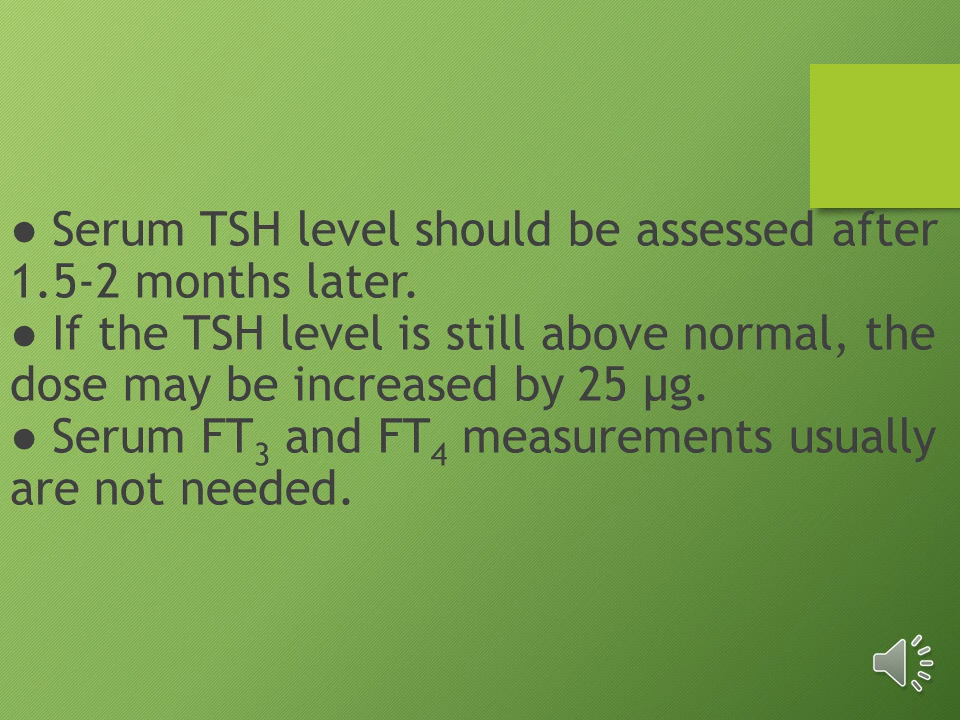 ● Serum TSH level should be assessed after
1.5-2 months later.
● If the TSH level is still above normal, the
dose may be increased by 25 µg.
● Serum FT₃ and FT₄ measurements usually
are not needed.